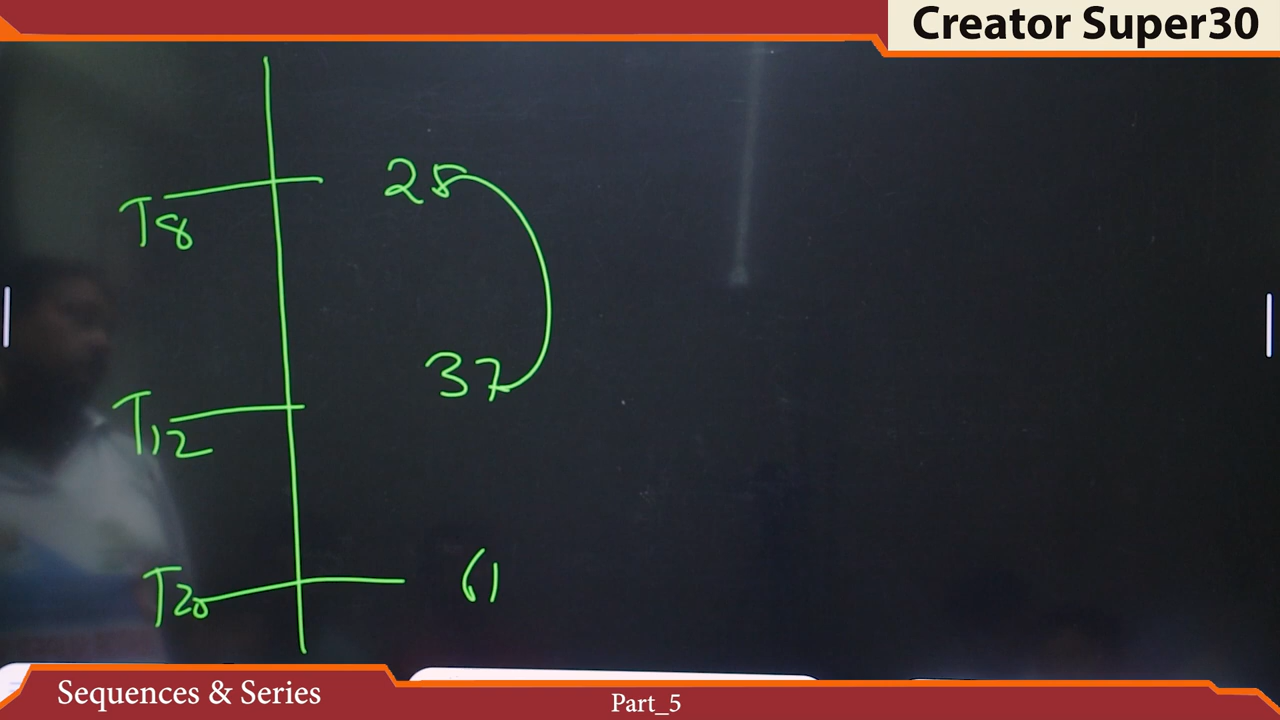 Creator Super30
T8 25
37
T12
T20 61
Sequences & Series
Part_5